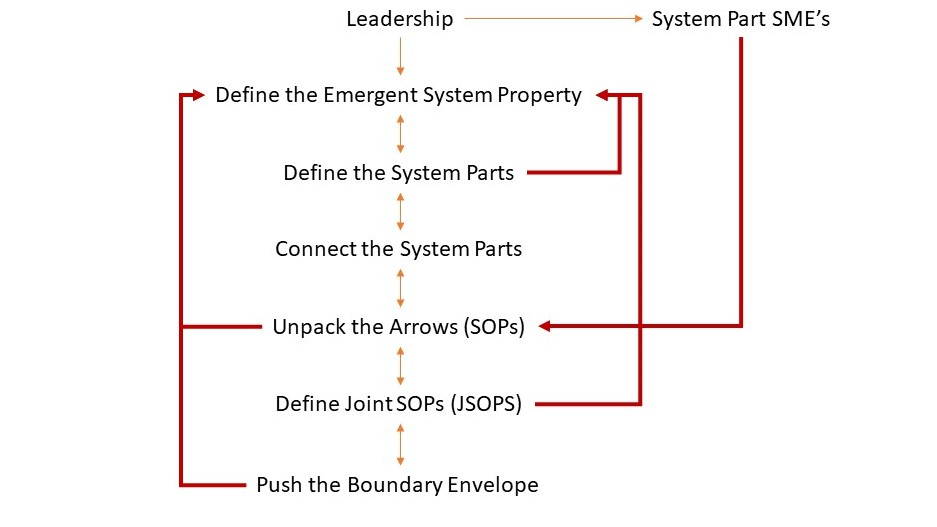 Leadership
System Part SME’s
Define the Emergent System Property
Define the System Parts
Connect the System Parts
Unpack the Arrows (SOPs)
Define Joint SOPs (JSOPS)
Push the Boundary Envelope